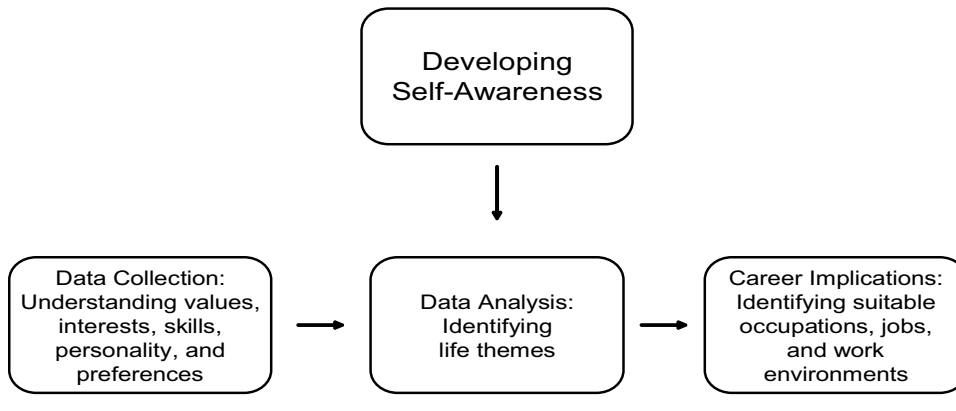 Developing
Self-Awareness
Data Collection:
Understanding values,
interests, skills,
personality, and
preferences
Data Analysis:
Identifying
life themes
Career Implications:
Identifying suitable
occupations, jobs,
and work
environments